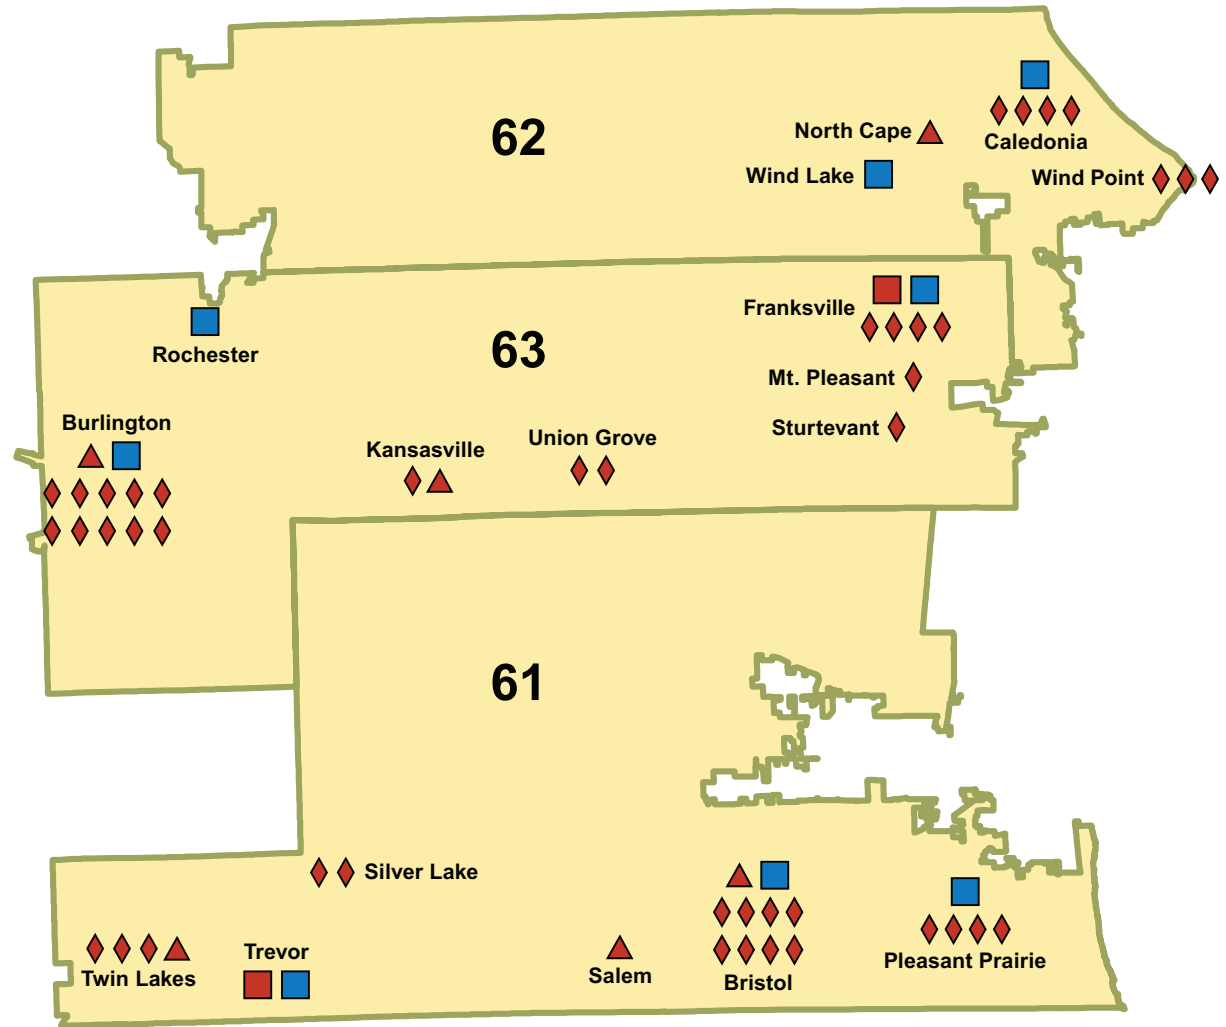 62
North Cape
Caledonia
Wind Lake
Wind Point
Franksville
63
Rochester
Mt. Pleasant
Burlington
Sturtevant
Union Grove
Kansasville
61
Silver Lake
Trevor
Twin Lakes
Salem
Bristol
Pleasant Prairie